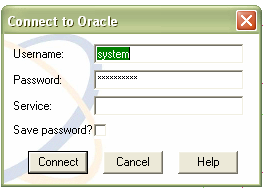 Connect to Oracle
Username: system
Password: **********
Service:
Save password?
Connect Cancel Help